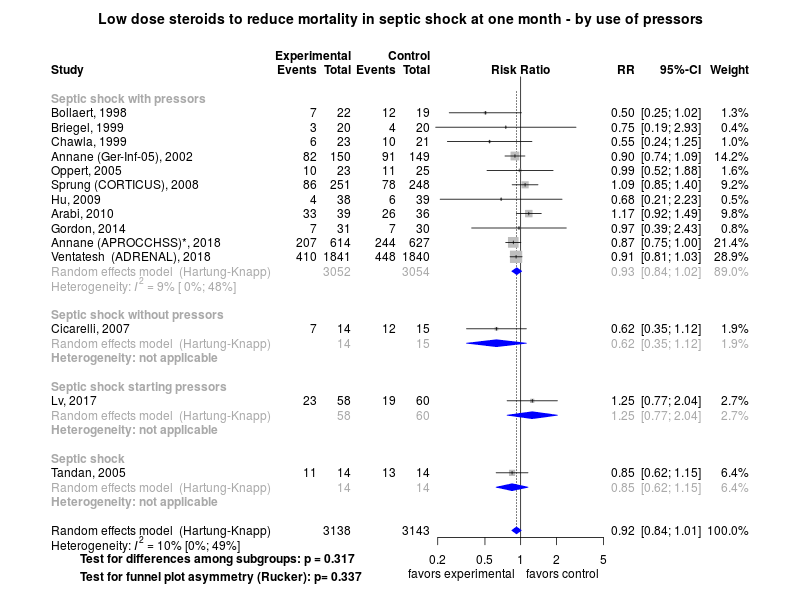 Low dose steroids to reduce mortality in septic shock at one month - by use of pressors
Experimental Control
Study Events Total Events Total Risk Ratio RR 95%-CI Weight
Septic shock with pressors
Bollaert, 1998 7 22 12 19 0.50 [0.25; 1.02] 1.3%
Briegel, 1999 3 20 4 20 0.75 [0.19; 2.93] 0.4%
Chawla, 1999 6 23 10 21 0.55 [0.24; 1.25] 1.0%
Annane (Ger-Inf-05), 2002 82 150 91 149 0.90 [0.74; 1.09] 14.2%
Oppert, 2005 10 23 11 25 0.99 [0.52; 1.88] 1.6%
Sprung (CORTICUS), 2008 86 251 78 248 1.09 [0.85; 1.40] 9.2%
Hu, 2009 4 38 6 39 0.68 [0.21; 2.23] 0.5%
Arabi, 2010 33 39 26 36 1.17 [0.92; 1.49] 9.8%
Gordon, 2014 7 31 7 30 0.97 [0.39; 2.43] 0.8%
Annane (APROCCHSS)*, 2018 207 614 244 627 0.87 [0.75; 1.00] 21.4%
Ventatesh (ADRENAL), 2018 410 1841 448 1840 0.91 [0.81; 1.03] 28.9%
Random effects model (Hartung-Knapp) 3052 3054 0.93 [0.84; 1.02] 89.0%
Heterogeneity: I² = 9% [ 0%; 48%]
Septic shock without pressors
Cicarelli, 2007 7 14 12 15 0.62 [0.35; 1.12] 1.9%
Random effects model (Hartung-Knapp) 14 15 0.62 [0.35; 1.12] 1.9%
Heterogeneity: not applicable
Septic shock starting pressors
Lv, 2017 23 58 19 60 1.25 [0.77; 2.04] 2.7%
Random effects model (Hartung-Knapp) 58 60 1.25 [0.77; 2.04] 2.7%
Heterogeneity: not applicable
Septic shock
Tandan, 2005 11 14 13 14 0.85 [0.62; 1.15] 6.4%
Random effects model (Hartung-Knapp) 14 14 0.85 [0.62; 1.15] 6.4%
Heterogeneity: not applicable
Random effects model (Hartung-Knapp) 3138 3143 0.92 [0.84; 1.01] 100.0%
Heterogeneity: I² = 10% [0%; 49%]
Test for differences among subgroups: p = 0.317
0.2 0.5 1 2 5
favors experimental favors control
Test for funnel plot asymmetry (Rucker): p= 0.337